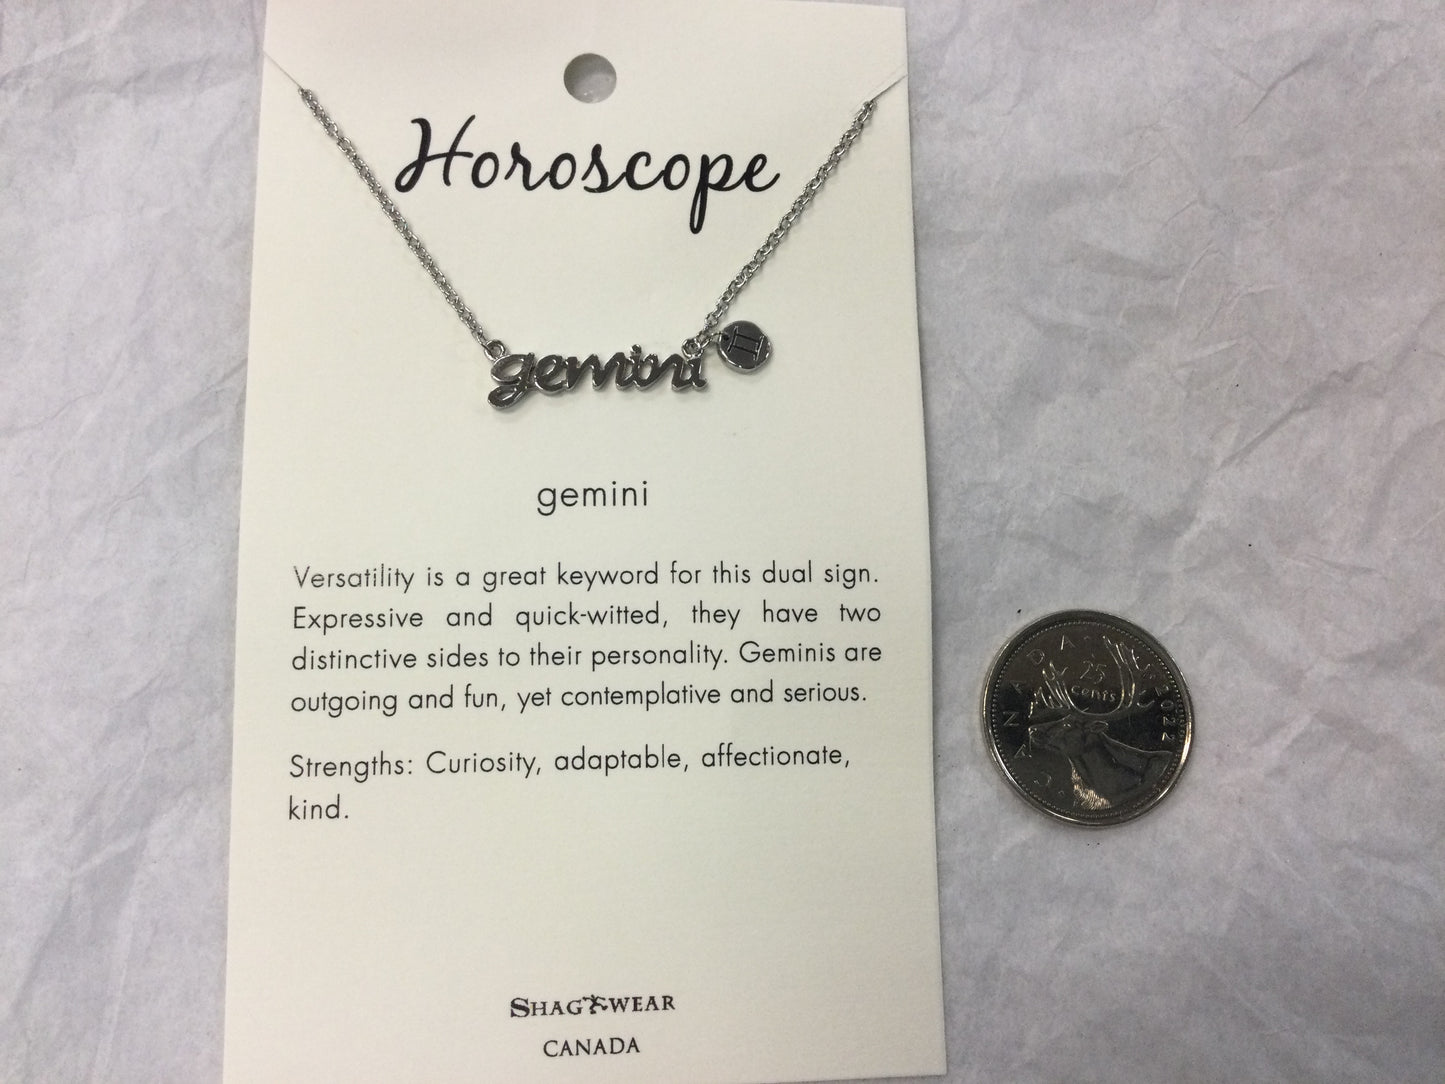 Horoscope
gemini
II
gemini
Versatility is a great keyword for this dual sign.
Expressive and quick-witted, they have two
distinctive sides to their personality. Geminis are
outgoing and fun, yet contemplative and serious.
Strengths: Curiosity, adaptable, affectionate,
kind.
SHAGWEAR
CANADA
CANADA 2022
25
cents